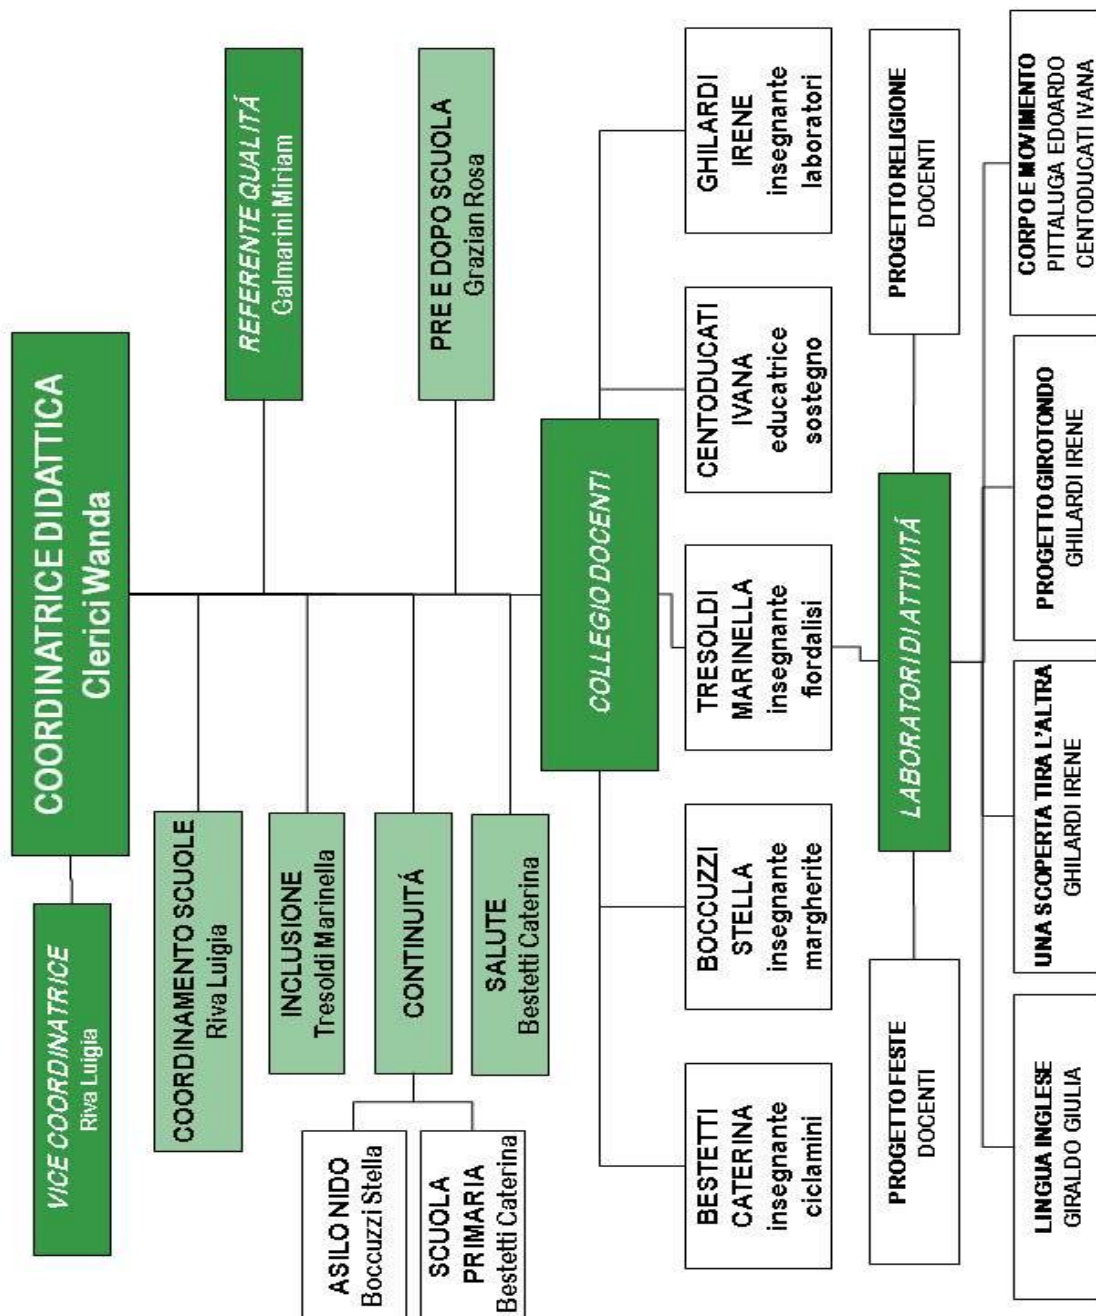 COORDINATRICE DIDATTICA
Clerici Wanda
VICE COORDINATRICE
Riva Luigia
COORDINAMENTO SCUOLE
Riva Luigia
REFERENTE QUALITÁ
Galmarini Miriam
INCLUSIONE
Tresoldi Marinella
CONTINUITÁ
ASILO NIDO
Boccuzzi Stella
SCUOLA
PRIMARIA
Bestetti Caterina
PRE E DOPO SCUOLA
Grazian Rosa
SALUTE
Bestetti Caterina
COLLEGIO DOCENTI
BESTETTI
CATERINA
insegnante
ciclamini
BOCCUZZI
STELLA
insegnante
margherite
TRESOLDI
MARINELLA
insegnante
fiordalisi
CENTODUCATI
IVANA
educatrice
sostegno
GHILARDI
IRENE
insegnante
laboratori
PROGETTO FESTE
DOCENTI
LABORATORI DI ATTIVITÁ
PROGETTO RELIGIONE
DOCENTI
LINGUA INGLESE
GIRALDO GIULIA
UNA SCOPERTA TIRA L'ALTRA
GHILARDI IRENE
PROGETTO GIROTONDO
GHILARDI IRENE
CORPO E MOVIMENTO
PITTALUGA EDOARDO
CENTODUCATI IVANA